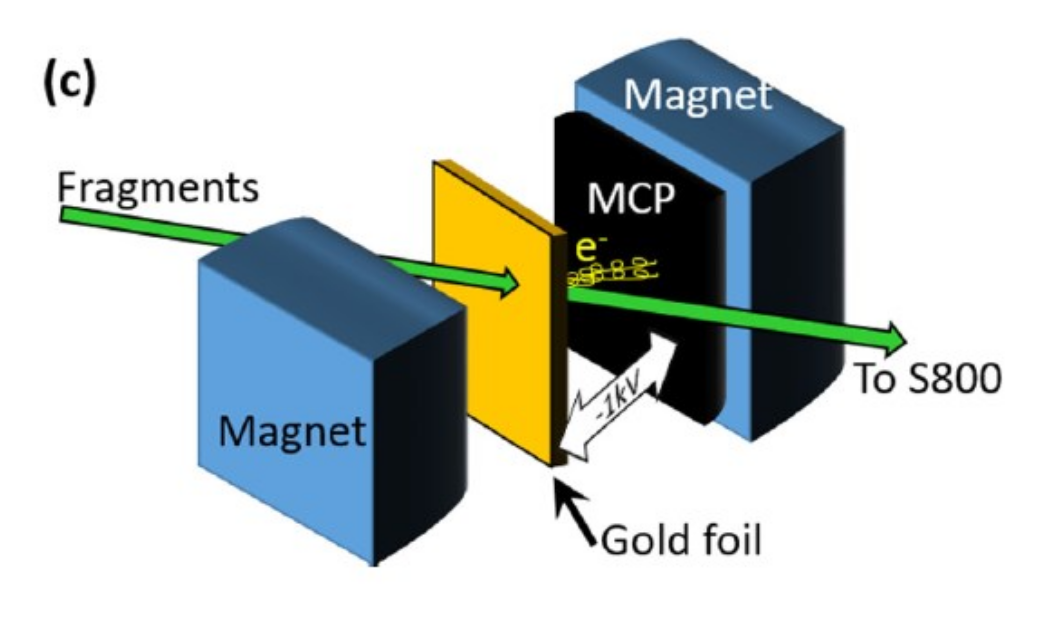 (c)
Magnet
Fragments
MCP
e⁻
To S800
-1kV
Magnet
Gold foil